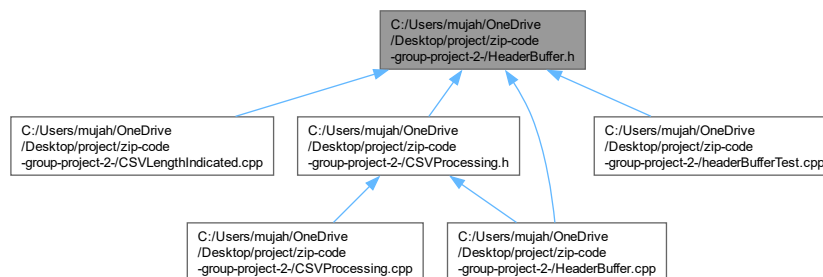 C:/Users/mujah/OneDrive
/Desktop/project/zip-code
-group-project-2-/HeaderBuffer.h
C:/Users/mujah/OneDrive
/Desktop/project/zip-code
-group-project-2-/CSVLengthIndicated.cpp
C:/Users/mujah/OneDrive
/Desktop/project/zip-code
-group-project-2-/CSVProcessing.h
C:/Users/mujah/OneDrive
/Desktop/project/zip-code
-group-project-2-/headerBufferTest.cpp
C:/Users/mujah/OneDrive
/Desktop/project/zip-code
-group-project-2-/CSVProcessing.cpp
C:/Users/mujah/OneDrive
/Desktop/project/zip-code
-group-project-2-/HeaderBuffer.cpp